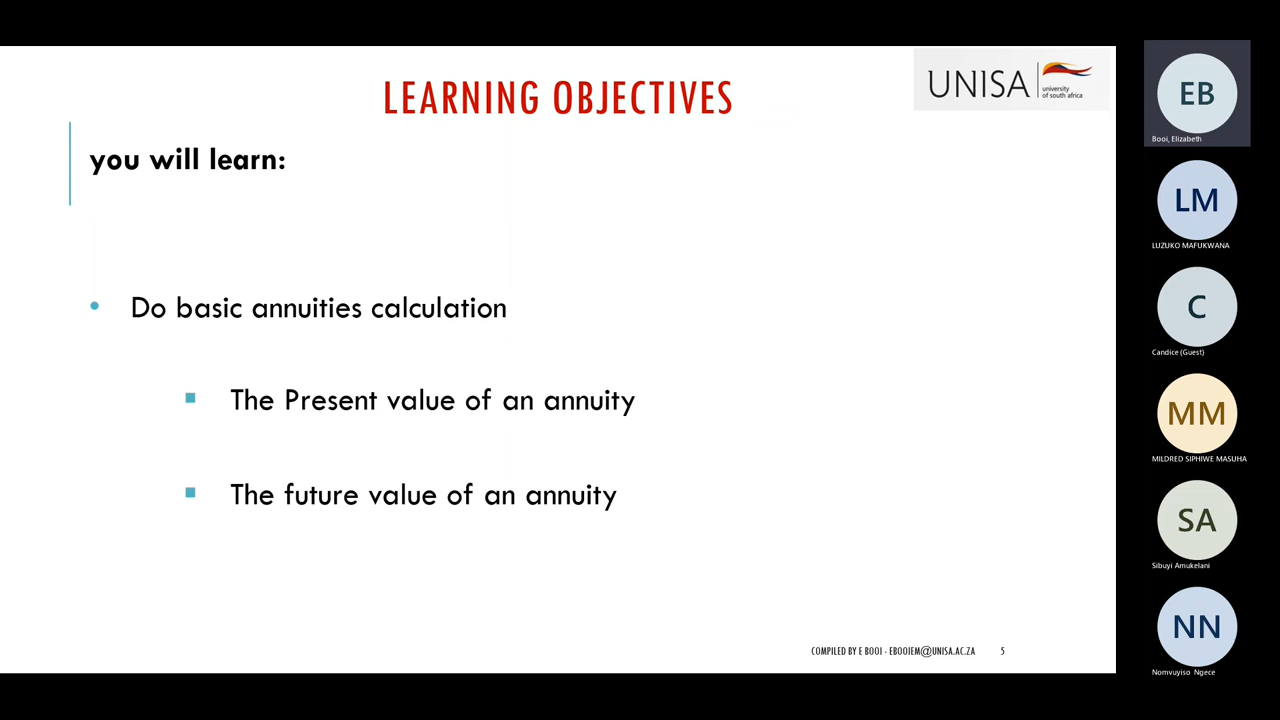 LEARNING OBJECTIVES
UNISA
university
of south africa
you will learn:
• Do basic annuities calculation
▪ The Present value of an annuity
▪ The future value of an annuity
COMPILED BY E BOOI - EBOOIEM@UNISA.AC.ZA 5
EB
Booi, Elizabeth
LM
LUZUKO MAFUKWANA
C
Candice (Guest)
MM
MILDRED SIPHIWE MASUHA
SA
Sibuyi Amukelani
NN
Nomvuyiso Ngece